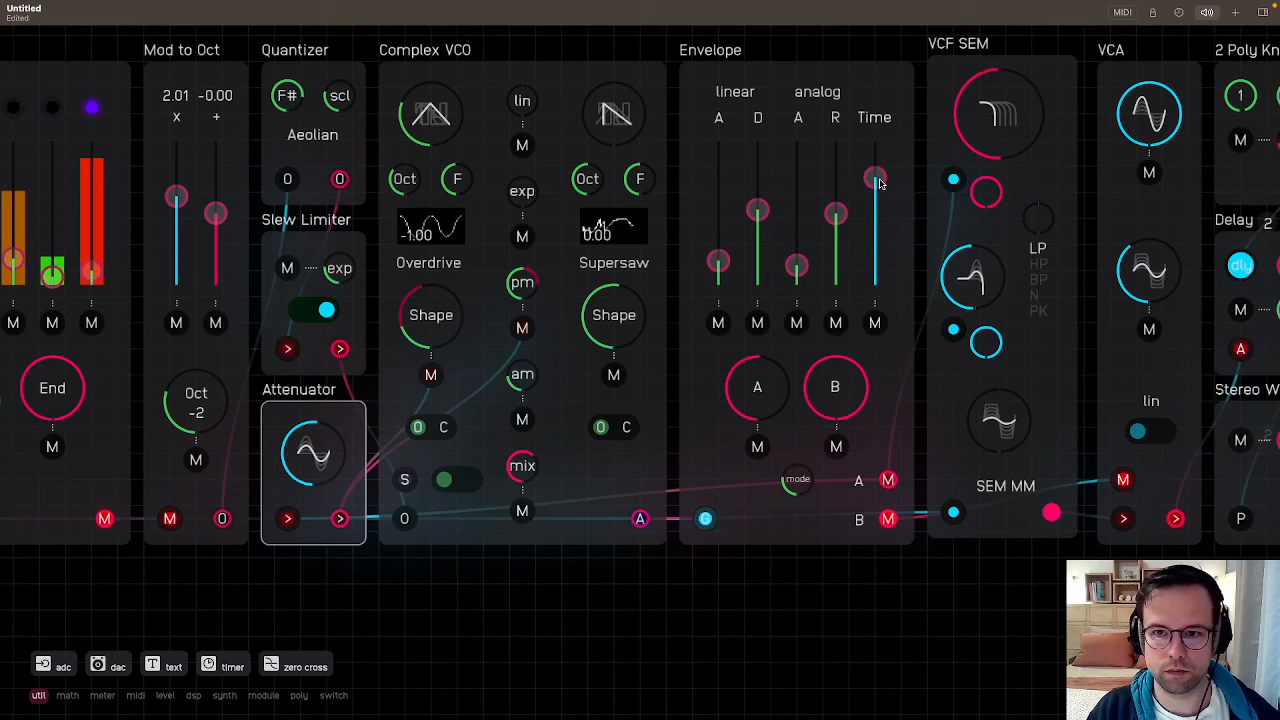 Untitled
Edited
MIDI
Mod to Oct
Quantizer
Complex VCO
Envelope
VCF SEM
VCA
2 Poly Kn
2.01 -0.00
x +
F# scl
Aeolian
O O
lin
M
linear analog
A D A R Time
1
M
M
Oct F
Oct F
exp
M
-1.00
0.00
Slew Limiter
M exp
Overdrive
Supersaw
pm
M
LP
HP
BP
N
PK
Delay 2
dly
M
M M M
M M
M M M M M
M
Shape
Shape
A
End
M
Oct
-2
M
Attenuator
M
am
M
M
A B
M M
Stereo W
M
lin
O C
O C
mix
M
S
mode
A M
SEM MM
M
M
M O
O
A
G
B M
P
adc dac text timer zero cross
util math meter midi level dsp synth module poly switch